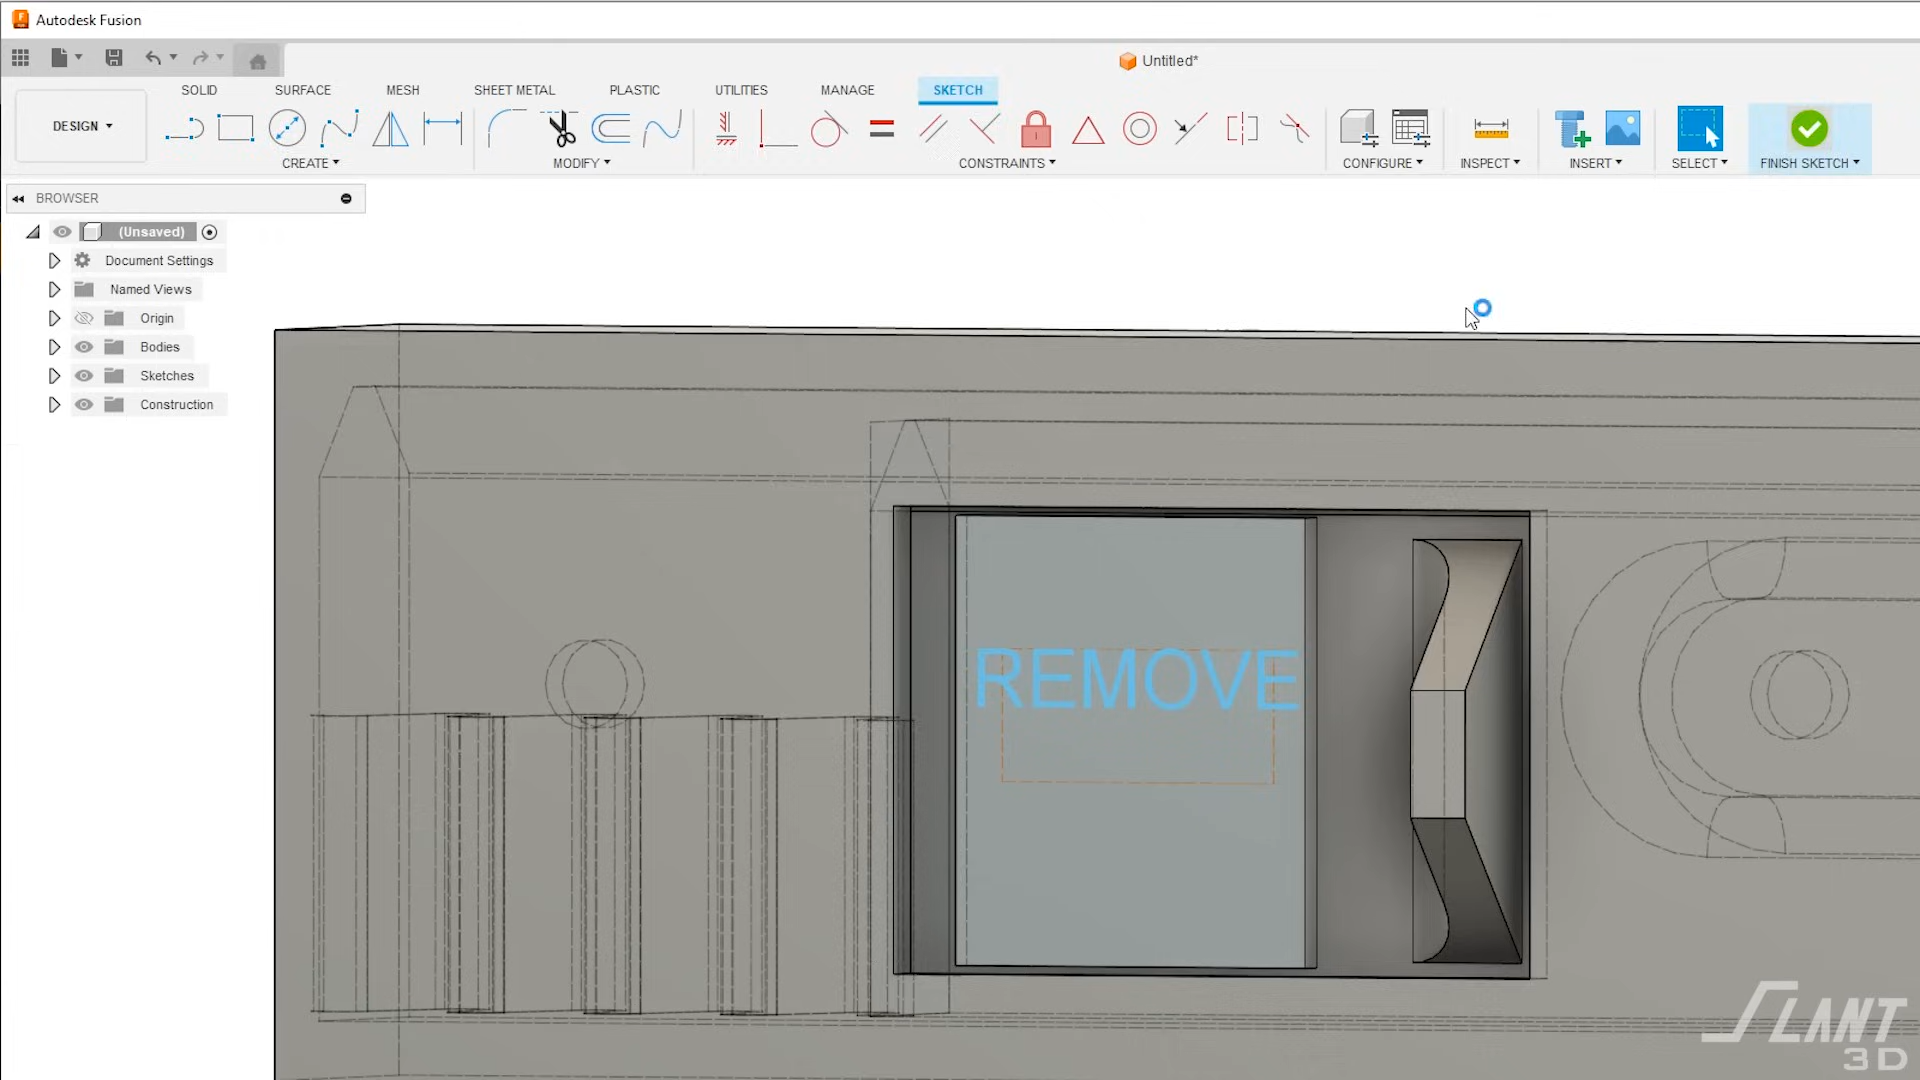 Autodesk Fusion
Untitled*
SOLID SURFACE MESH SHEET METAL PLASTIC UTILITIES MANAGE SKETCH
DESIGN
CREATE MODIFY CONSTRAINTS CONFIGURE INSPECT INSERT SELECT FINISH SKETCH
BROWSER
(Unsaved)
Document Settings
Named Views
Origin
Bodies
Sketches
Construction
REMOVE
SLANT
3D